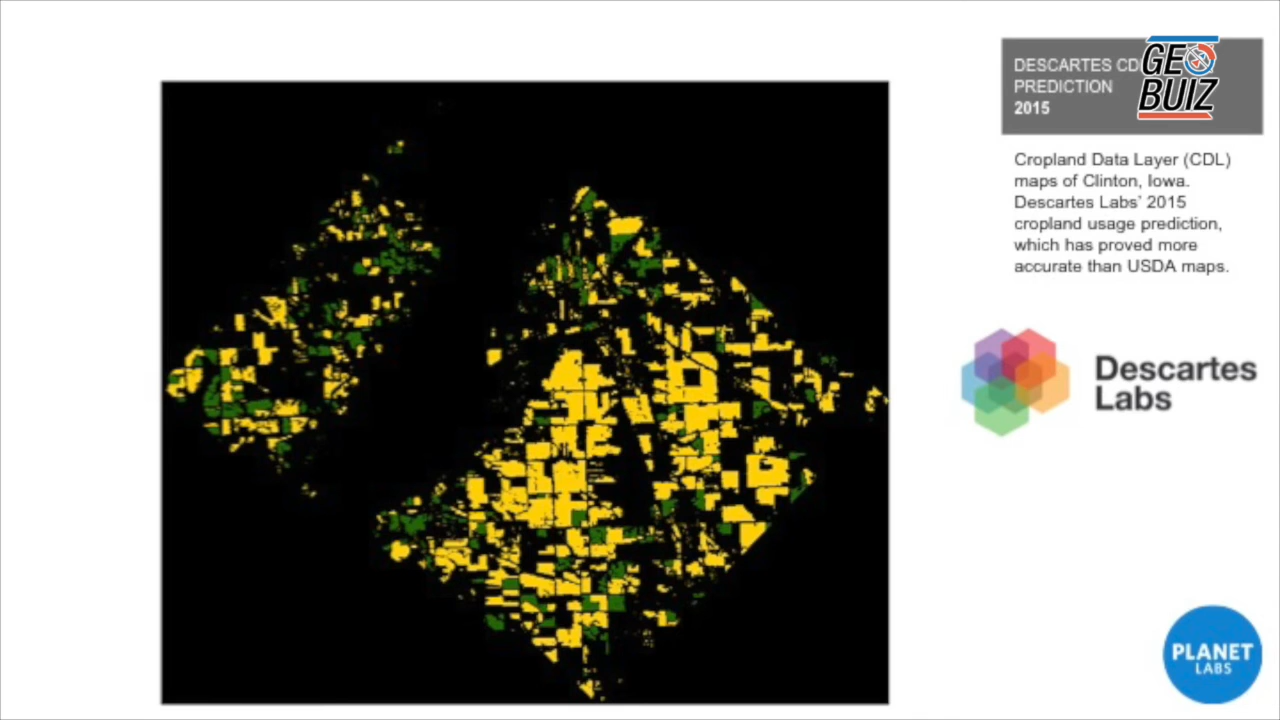 DESCARTES CD
PREDICTION
2015
GEO
BUIZ
Cropland Data Layer (CDL)
maps of Clinton, Iowa.
Descartes Labs' 2015
cropland usage prediction,
which has proved more
accurate than USDA maps.
Descartes
Labs
PLANET
LABS